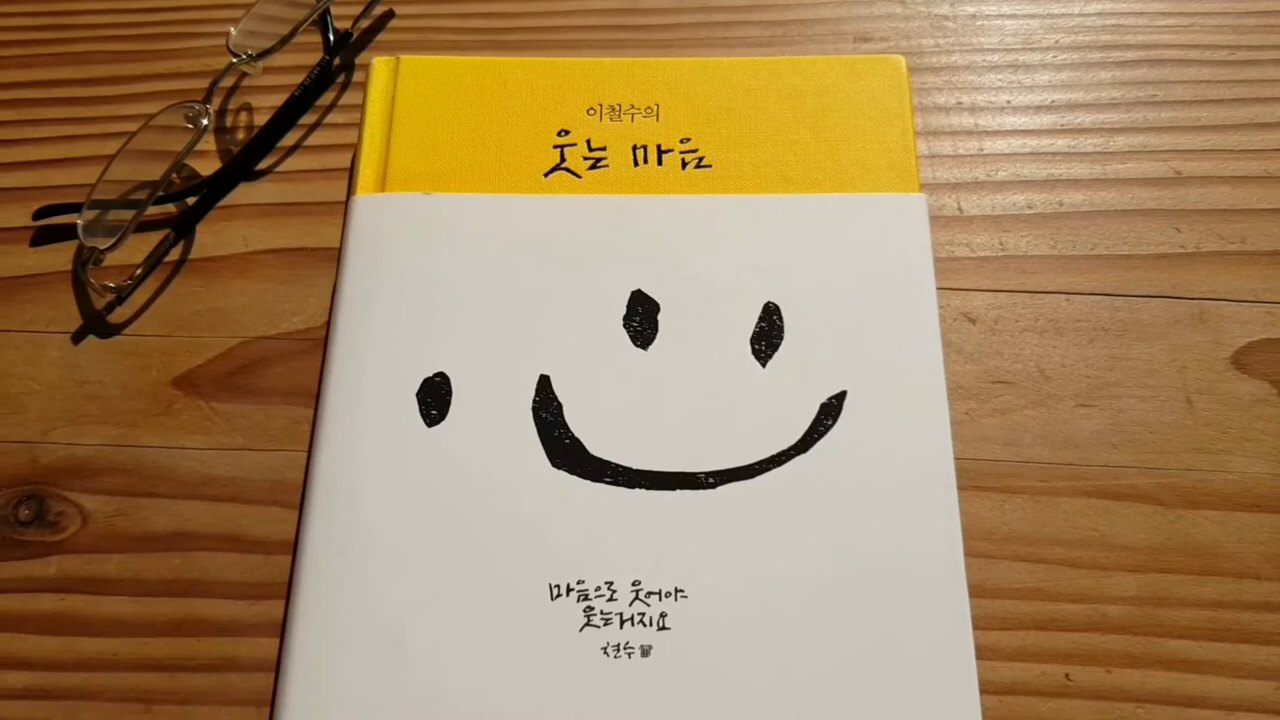 이철수의
웃는 마음
마음으로 웃어야
웃는거지요
철수